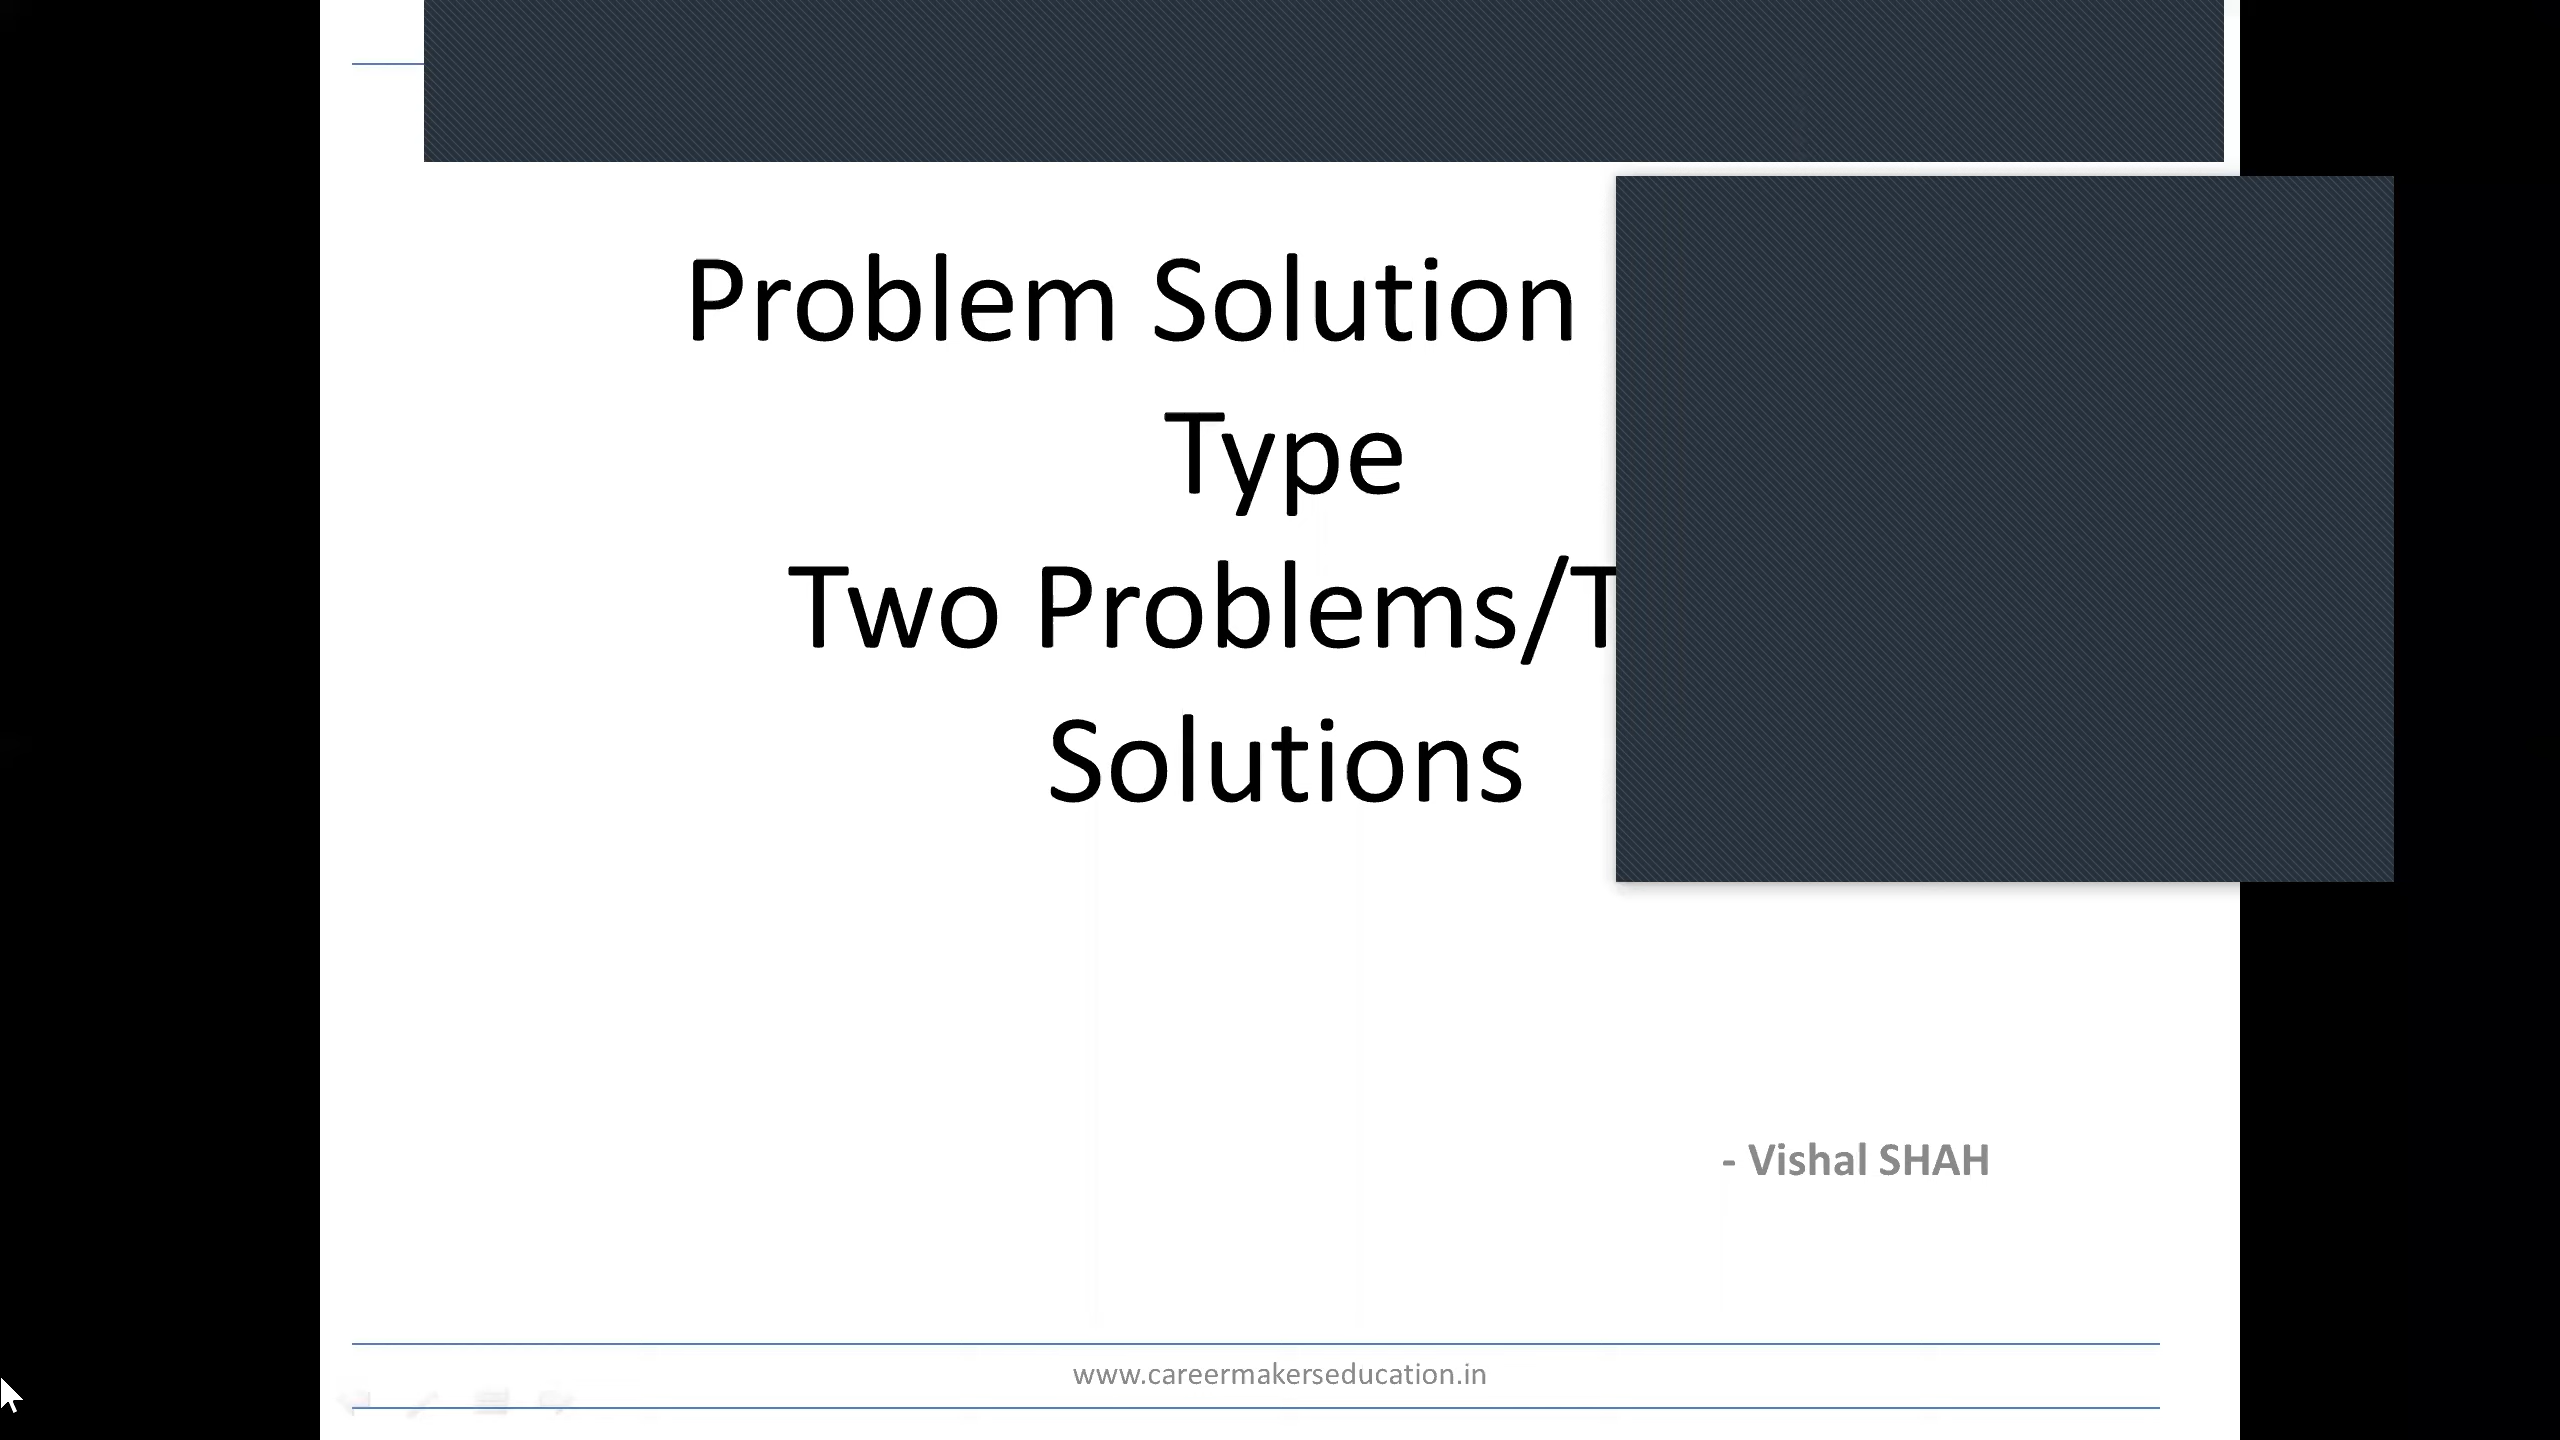 Problem Solution
Type
Two Problems/T
Solutions
- Vishal SHAH
www.careermakerseducation.in